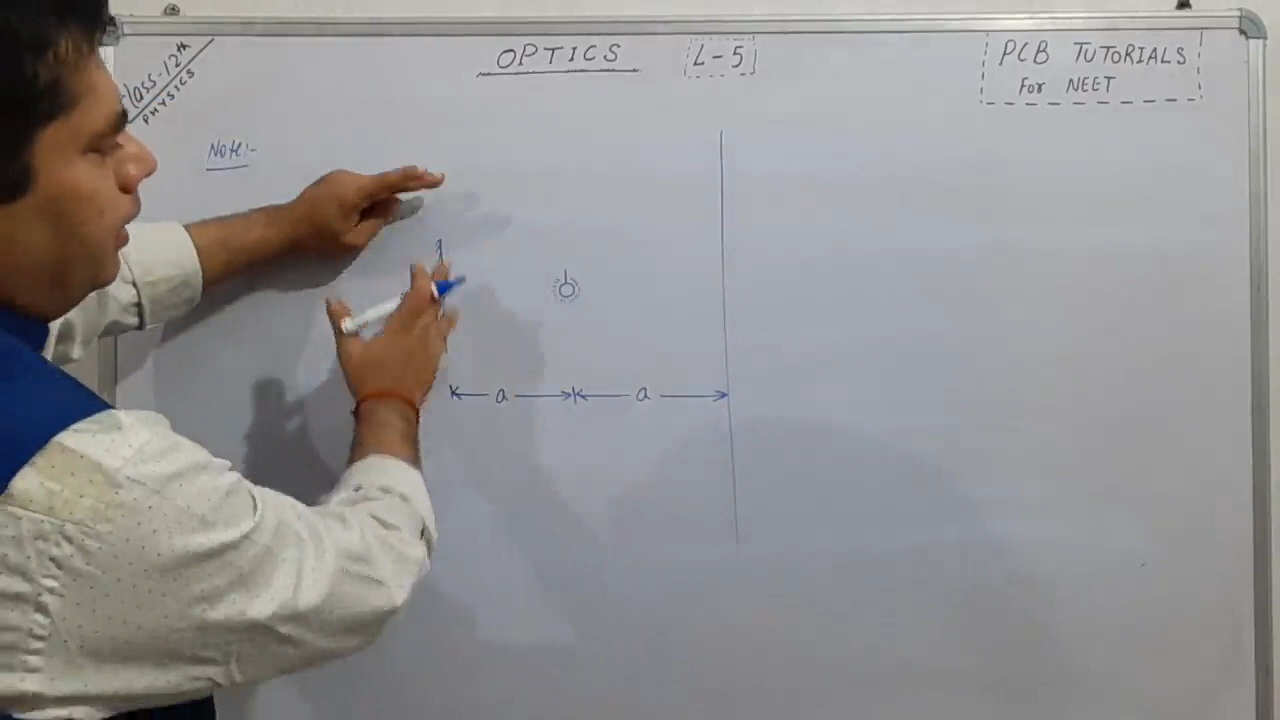 Class-12th
PHYSICS
OPTICS
L-5
PCB TUTORIALS
For NEET
Note:-
a
a